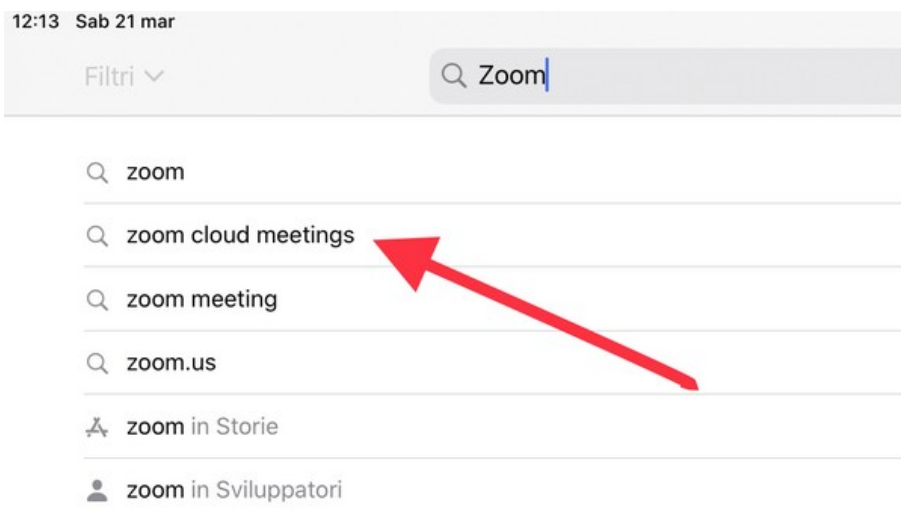 12:13 Sab 21 mar
Filtri
Zoom
zoom
zoom cloud meetings
zoom meeting
zoom.us
zoom in Storie
zoom in Sviluppatori